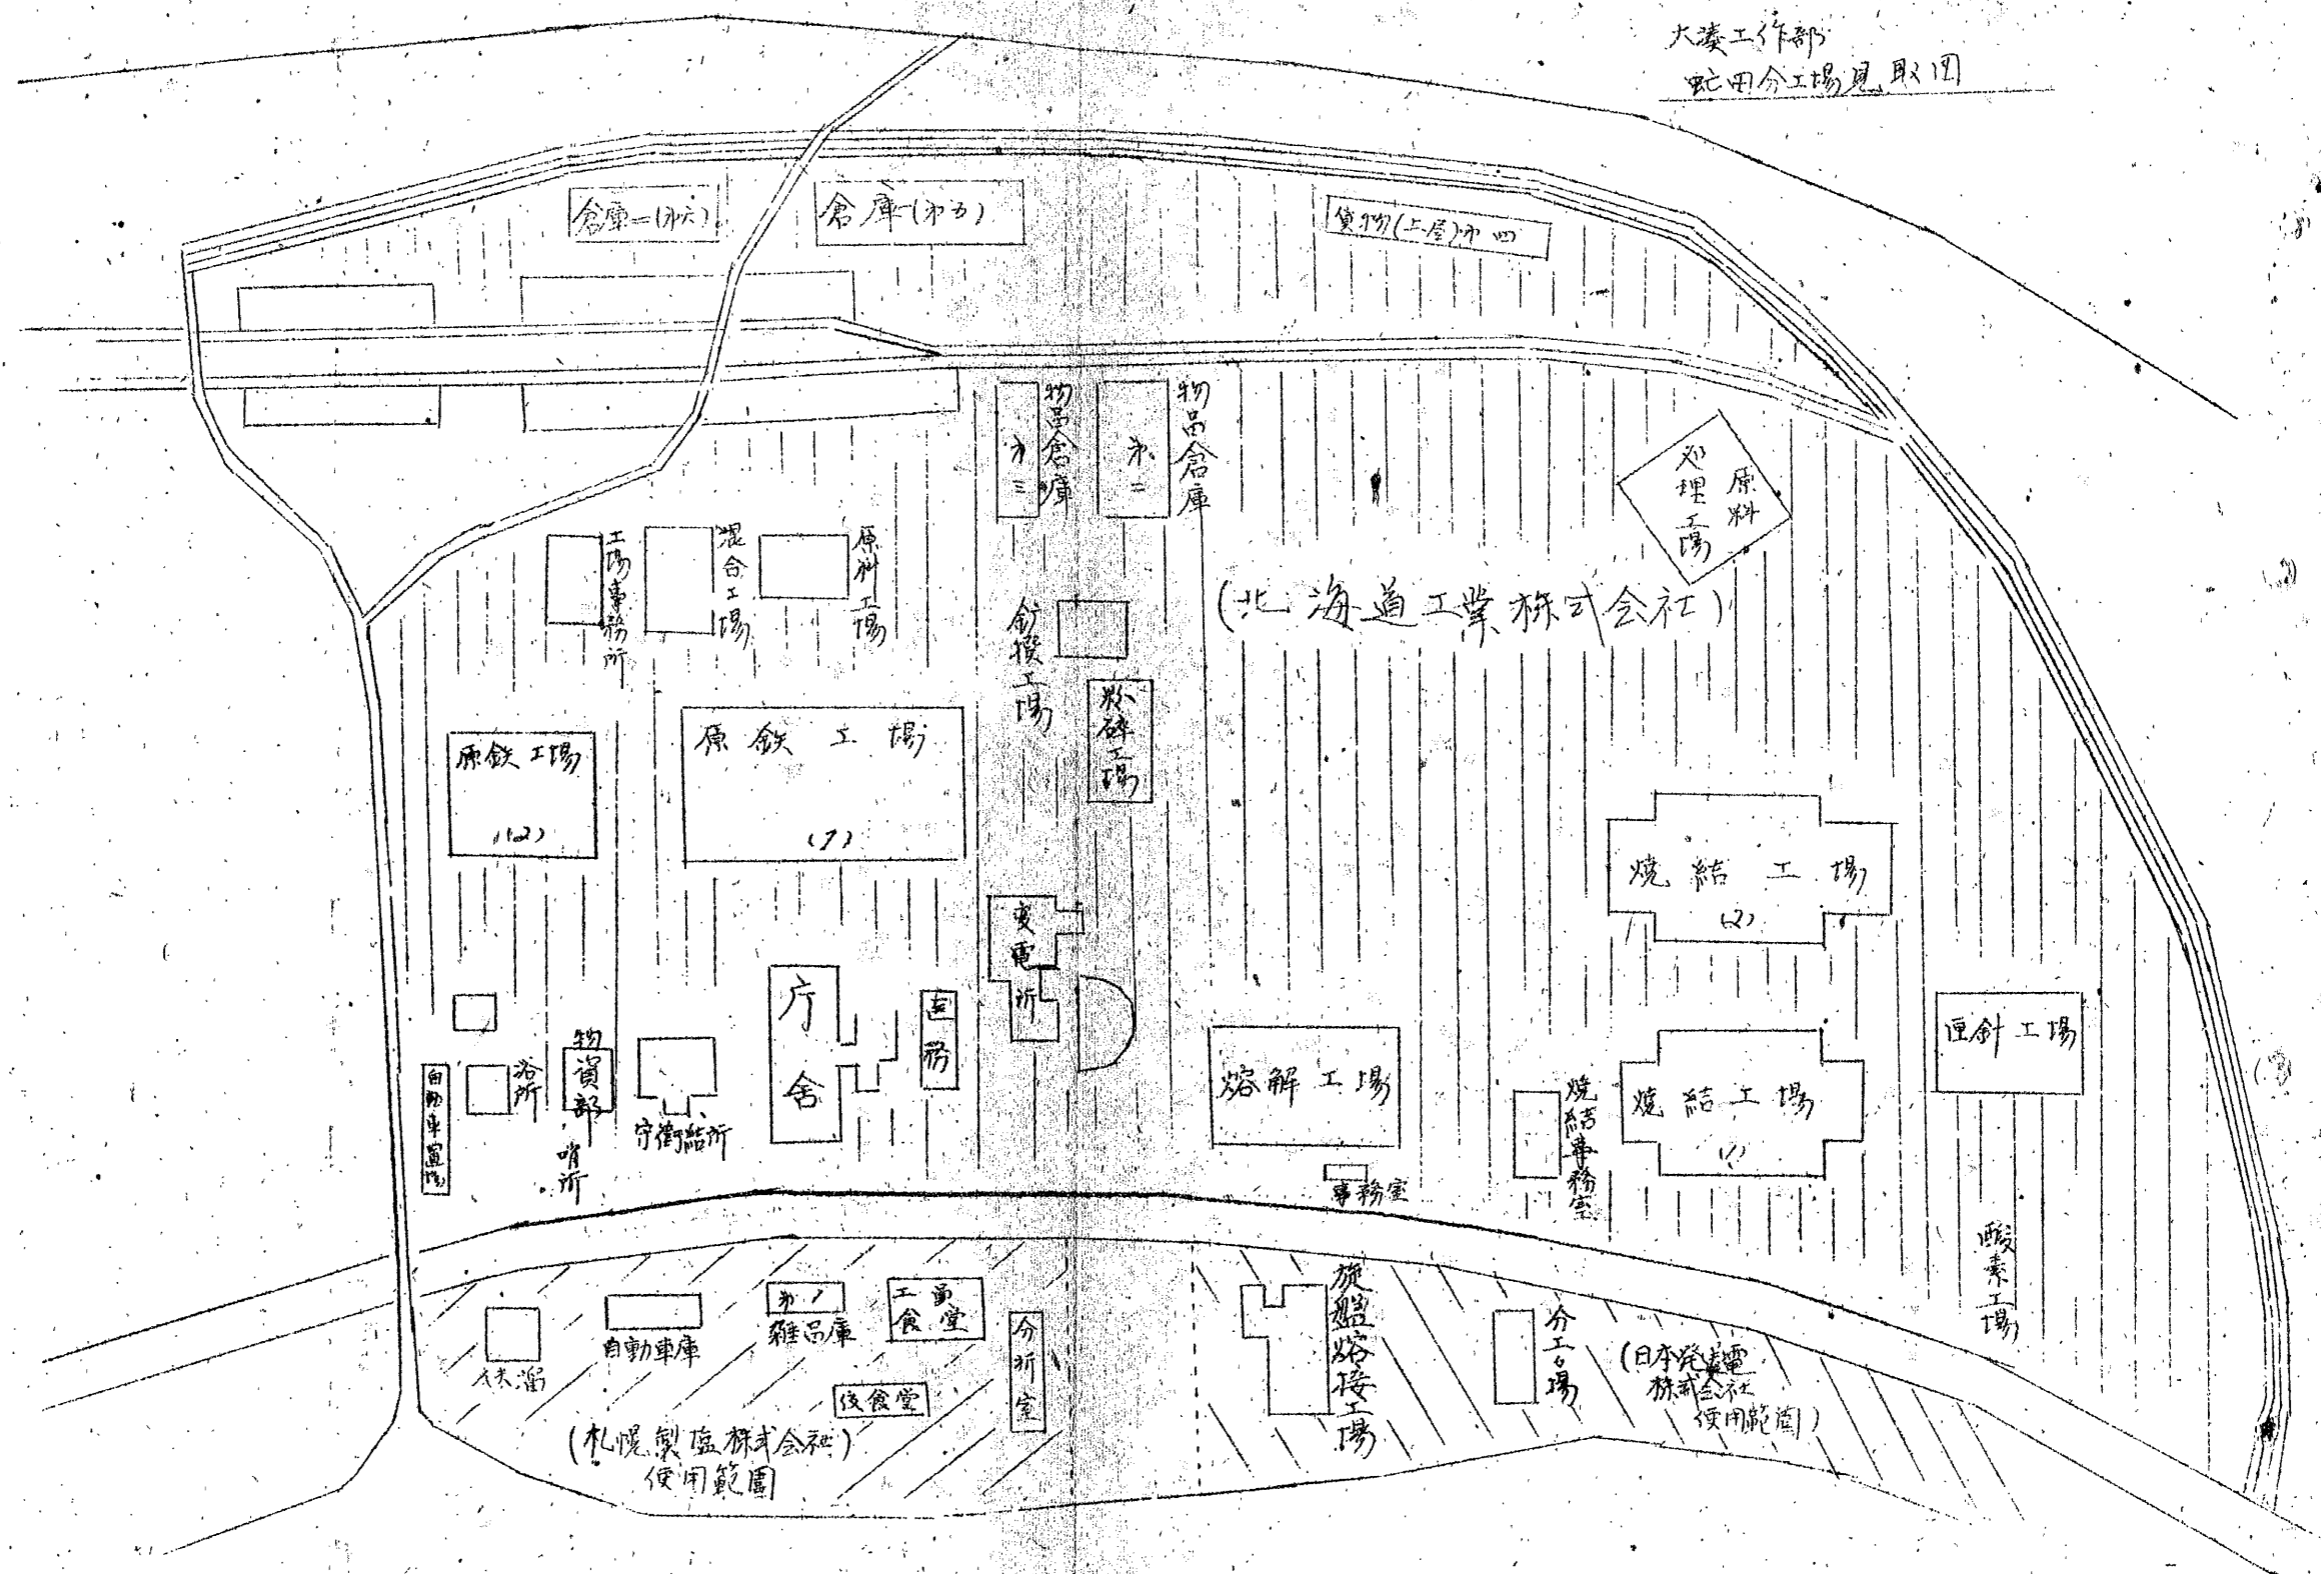 大湊工作部
虻田分工場見取図
倉庫(第六)
倉庫(第五)
貨物(上屋)第四
物品倉庫
第三
物品倉庫
第二
原料
処理工場
工場事務所
混合工場
原料工場
(北海道工業株式会社)
鉱撰工場
粉砕工場
原鉄工場
(2)
原鉄工場
(1)
焼結工場
(2)
変電所
庁舎
医務
物資部
浴所
自動車置場
守衛結所
哨所
熔解工場
事務室
焼結事務室
焼結工場
(1)
亜鉛工場
酸素工場
自動車庫
第1
雑品庫
工員
食堂
分析室
旋盤熔接工場
分工場
(日本発送電
株式会社
使用範囲)
(札幌製塩株式会社)
使用範圍